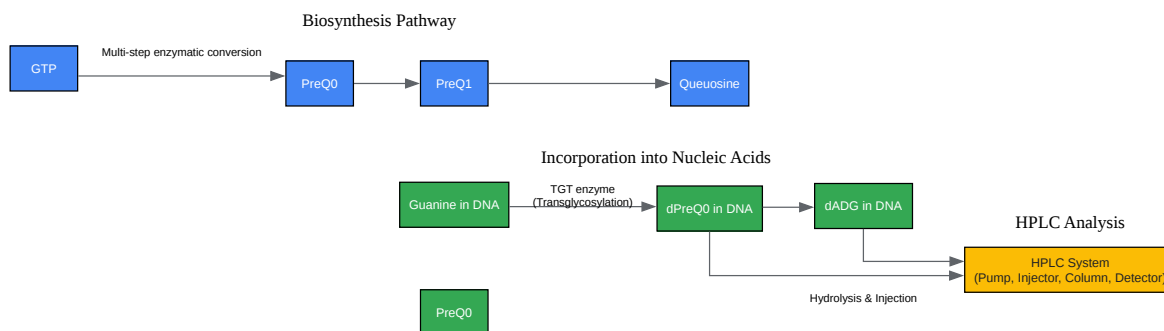 Biosynthesis Pathway
GTP
Multi-step enzymatic conversion
PreQ0
PreQ1
Queuosine
Incorporation into Nucleic Acids
Guanine in DNA
TGT enzyme
(Transglycosylation)
dPreQ0 in DNA
dADG in DNA
HPLC Analysis
HPLC System
(Pump, Injector, Column, Detector)
Hydrolysis & Injection
PreQ0